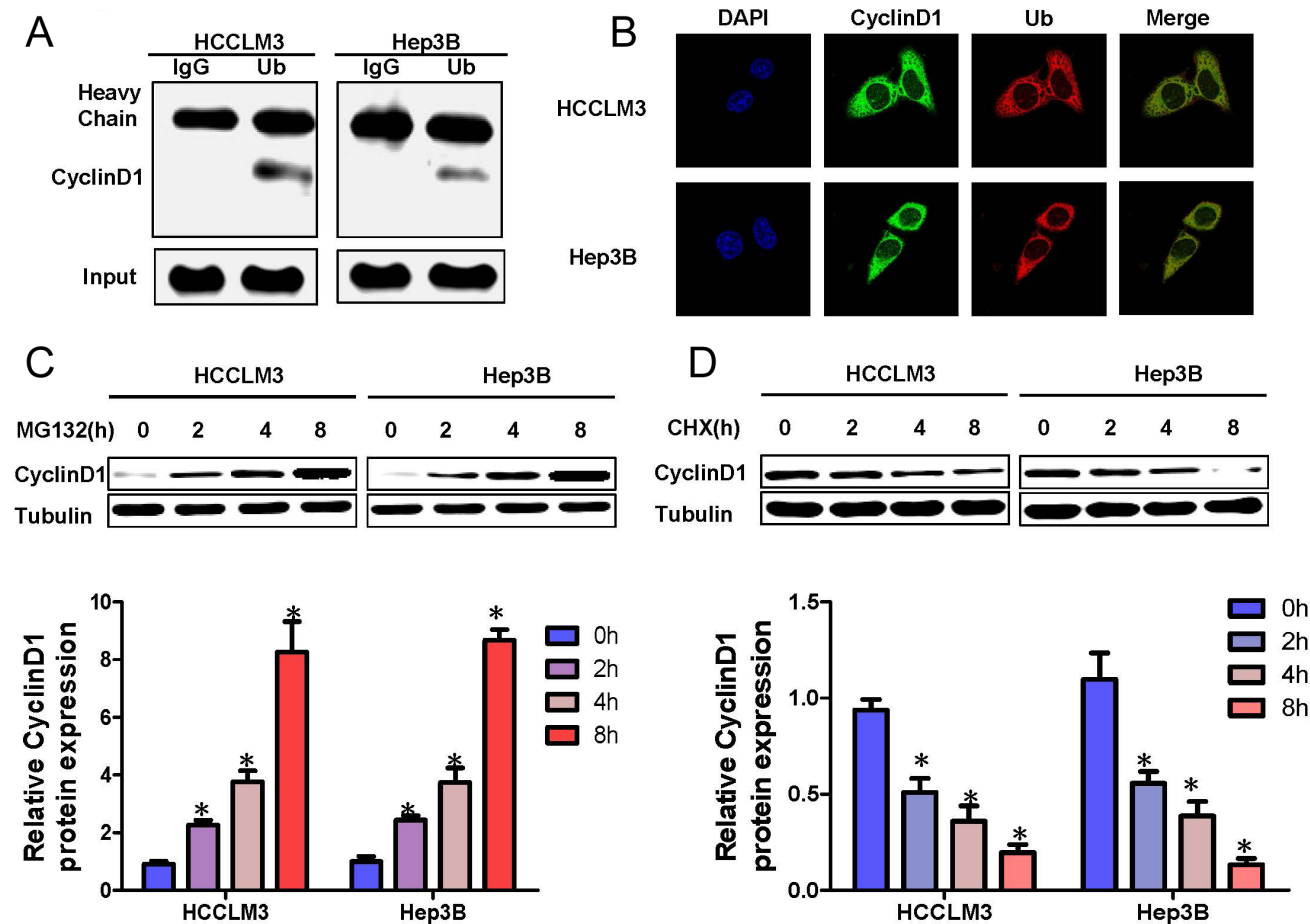 A
HCCLM3 Hep3B
IgG Ub IgG Ub
Heavy
Chain
CyclinD1
Input
B
DAPI CyclinD1 Ub Merge
HCCLM3
Hep3B
C
HCCLM3 Hep3B
MG132(h) 0 2 4 8 0 2 4 8
CyclinD1
Tubulin
Relative CyclinD1
protein expression
10
8
6
4
2
0
* * * * * *
HCCLM3 Hep3B
0h
2h
4h
8h
D
HCCLM3 Hep3B
CHX(h) 0 2 4 8 0 2 4 8
CyclinD1
Tubulin
Relative CyclinD1
protein expression
1.5
1.0
0.5
0.0
* * * * * *
HCCLM3 Hep3B
0h
2h
4h
8h